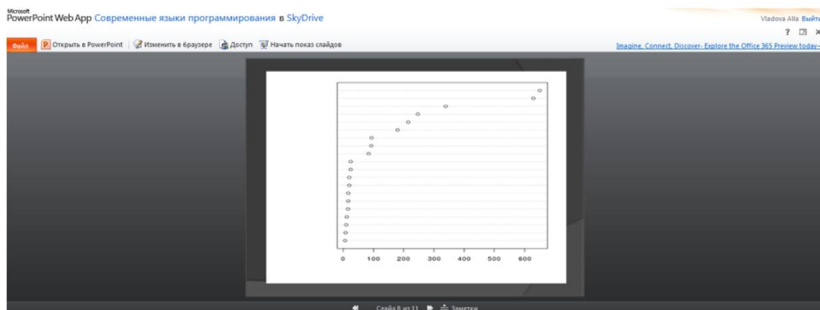 Microsoft
PowerPoint Web App Современные языки программирования в SkyDrive
Vladova Alla Выйти
? X
Файл Открыть в PowerPoint Изменить в браузере Доступ Начать показ слайдов
Imagine. Connect. Discover- Explore the Office 365 Preview today-
0 100 200 300 400 500 600
Слайд 8 из 11 Заметки